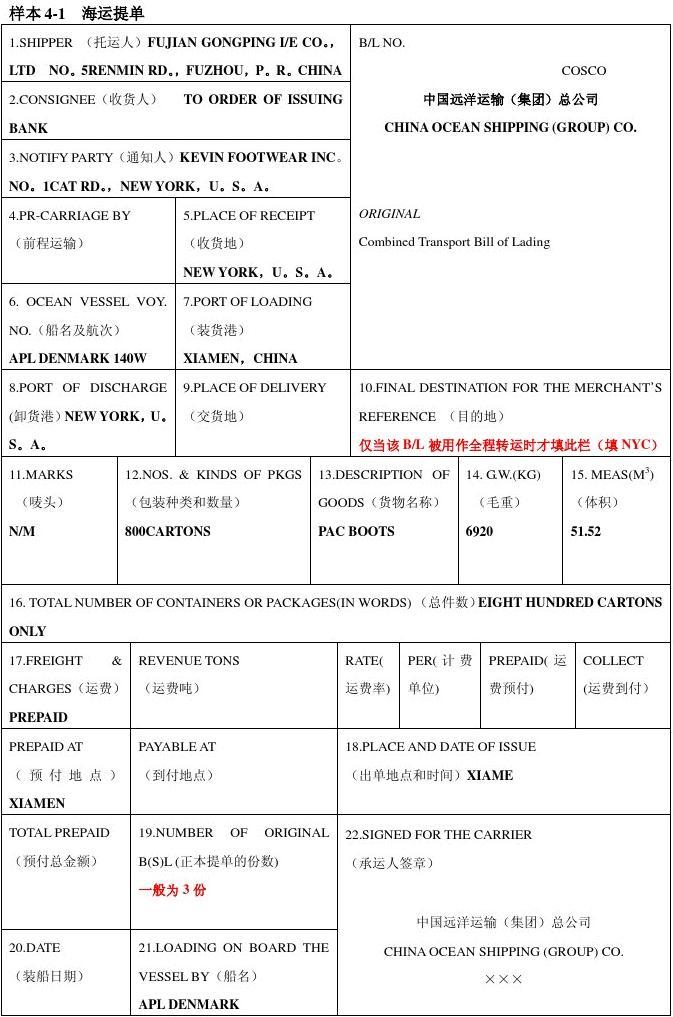 样本 4-1 海运提单
1.SHIPPER （托运人）FUJIAN GONGPING I/E CO。，
LTD NO。5RENMIN RD。，FUZHOU，P。R。CHINA
B/L NO.
COSCO
中国远洋运输（集团）总公司
CHINA OCEAN SHIPPING (GROUP) CO.
ORIGINAL
Combined Transport Bill of Lading
2.CONSIGNEE（收货人） TO ORDER OF ISSUING
BANK
3.NOTIFY PARTY（通知人）KEVIN FOOTWEAR INC。
NO。1CAT RD。，NEW YORK，U。S。A。
4.PR-CARRIAGE BY
（前程运输）
5.PLACE OF RECEIPT
（收货地）
NEW YORK，U。S。A。
6. OCEAN VESSEL VOY.
NO.（船名及航次）
APL DENMARK 140W
7.PORT OF LOADING
（装货港）
XIAMEN，CHINA
8.PORT OF DISCHARGE
(卸货港）NEW YORK，U。
S。A。
9.PLACE OF DELIVERY
（交货地）
10.FINAL DESTINATION FOR THE MERCHANT’S
REFERENCE （目的地）
仅当该 B/L 被用作全程转运时才填此栏（填 NYC）
11.MARKS
（唛头）
N/M
12.NOS. & KINDS OF PKGS
（包装种类和数量）
800CARTONS
13.DESCRIPTION OF
GOODS（货物名称）
PAC BOOTS
14. G.W.(KG)
（毛重）
6920
15. MEAS(M³)
（体积）
51.52
16. TOTAL NUMBER OF CONTAINERS OR PACKAGES(IN WORDS) （总件数）EIGHT HUNDRED CARTONS
ONLY
17.FREIGHT &
CHARGES（运费）
PREPAID
REVENUE TONS
（运费吨）
RATE(
运费率)
PER( 计 费
单位)
PREPAID( 运
费预付)
COLLECT
(运费到付）
PREPAID AT
（ 预 付 地 点 ）
XIAMEN
PAYABLE AT
（到付地点）
18.PLACE AND DATE OF ISSUE
（出单地点和时间）XIAME
TOTAL PREPAID
（预付总金额）
19.NUMBER OF ORIGINAL
B(S)L (正本提单的份数)
一般为 3 份
22.SIGNED FOR THE CARRIER
（承运人签章）
中国远洋运输（集团）总公司
CHINA OCEAN SHIPPING (GROUP) CO.
×××
20.DATE
（装船日期）
21.LOADING ON BOARD THE
VESSEL BY（船名）
APL DENMARK